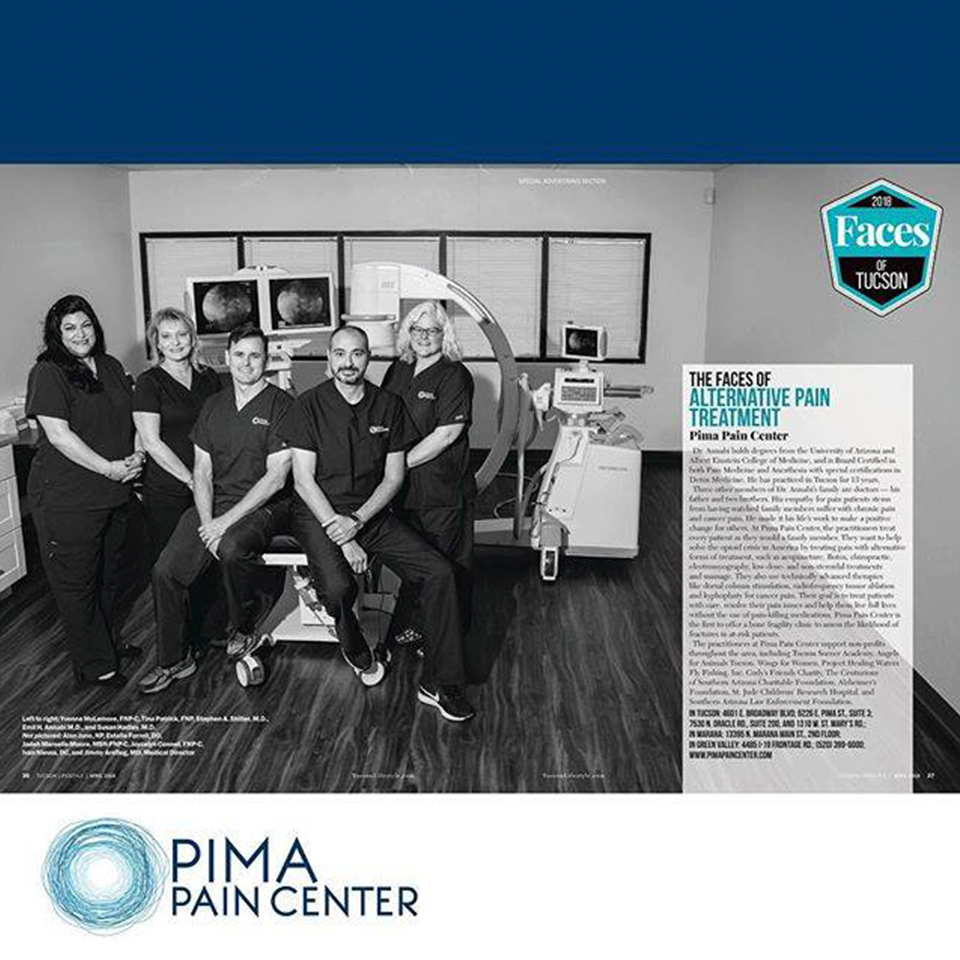 SPECIAL ADVERTISING SECTION
2018
Faces
OF
TUCSON
THE FACES OF
ALTERNATIVE PAIN
TREATMENT
Pima Pain Center
Dr. Annabi holds degrees from the University of Arizona and
Albert Einstein College of Medicine, and is Board Certified in
both Pain Medicine and Anesthesia with special certifications in
Detox Medicine. He has practiced in Tucson for 13 years.
Three other members of Dr. Annabi's family are doctors — his
father and two brothers. His empathy for pain patients stems
from having watched family members suffer with chronic pain
and cancer pain. He made it his life's work to make a positive
change for others. At Pima Pain Center, the practitioners treat
every patient as they would a family member. They want to help
solve the opioid crisis in America by treating pain with alternative
forms of treatment, such as acupuncture, Botox, chiropractic,
electromyography, low-dose- and non-steroidal treatments
and massage. They also use technically advanced therapies
like dorsal column stimulation, radiofrequency tumor ablation
and kyphoplasty for cancer pain. Their goal is to treat patients
with care, resolve their pain issues and help them live full lives
without the use of pain-killing medications. Pima Pain Center is
the first to offer a bone fragility clinic to assess the likelihood of
fractures in at-risk patients.
The practitioners at Pima Pain Center support non-profits
throughout the area, including Tucson Soccer Academy, Angels
for Animals Tucson, Wings for Women, Project Healing Waters
Fly Fishing, Inc. Cody's Friends Charity, The Centurions
of Southern Arizona Charitable Foundation, Alzheimer's
Foundation, St. Jude Childrens' Research Hospital, and
Southern Arizona Law Enforcement Foundation.
IN TUCSON: 4601 E. BROADWAY BLVD; 6226 E. PIMA ST., SUITE 3;
7530 N. ORACLE RD., SUITE 200, AND 1310 W. ST. MARY'S RD.;
IN MARANA: 13395 N. MARANA MAIN ST., 2ND FLOOR;
IN GREEN VALLEY: 4485 I-19 FRONTAGE RD.; (520) 399-6000;
WWW.PIMAPAINCENTER.COM
Left to right: Yvonne McLemore, FNP-C, Tina Patrick, FNP, Stephen A. Shiller, M.D.,
Emil H. Annabi M.D., and Susan Hadley, M.D.
Not pictured: Alan Jane, NP, Estelle Farrell, DO,
Jadah Marsella-Moore, MSN FNP-C, Joycelyn Connell, FNP-C,
Ivan Nieves, DC, and Jimmy Areflag, MD, Medical Director
36 TUCSON LIFESTYLE | APRIL 2018
TucsonLifestyle.com
TucsonLifestyle.com
TUCSON LIFESTYLE | APRIL 2018 37
PIMA
PAIN CENTER